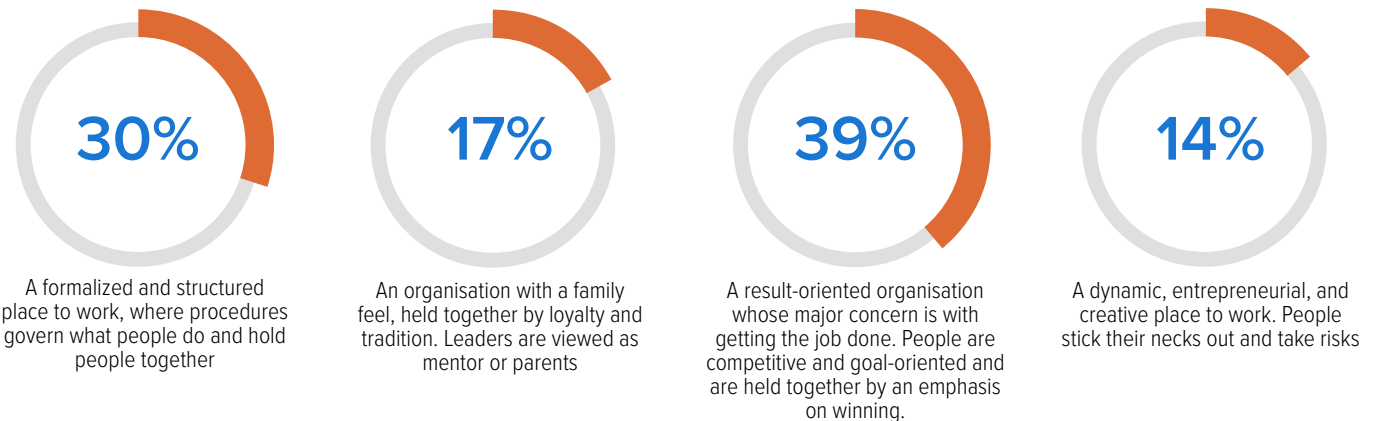 30%
A formalized and structured
place to work, where procedures
govern what people do and hold
people together
17%
An organisation with a family
feel, held together by loyalty and
tradition. Leaders are viewed as
mentor or parents
39%
A result-oriented organisation
whose major concern is with
getting the job done. People are
competitive and goal-oriented and
are held together by an emphasis
on winning.
14%
A dynamic, entrepreneurial, and
creative place to work. People
stick their necks out and take risks